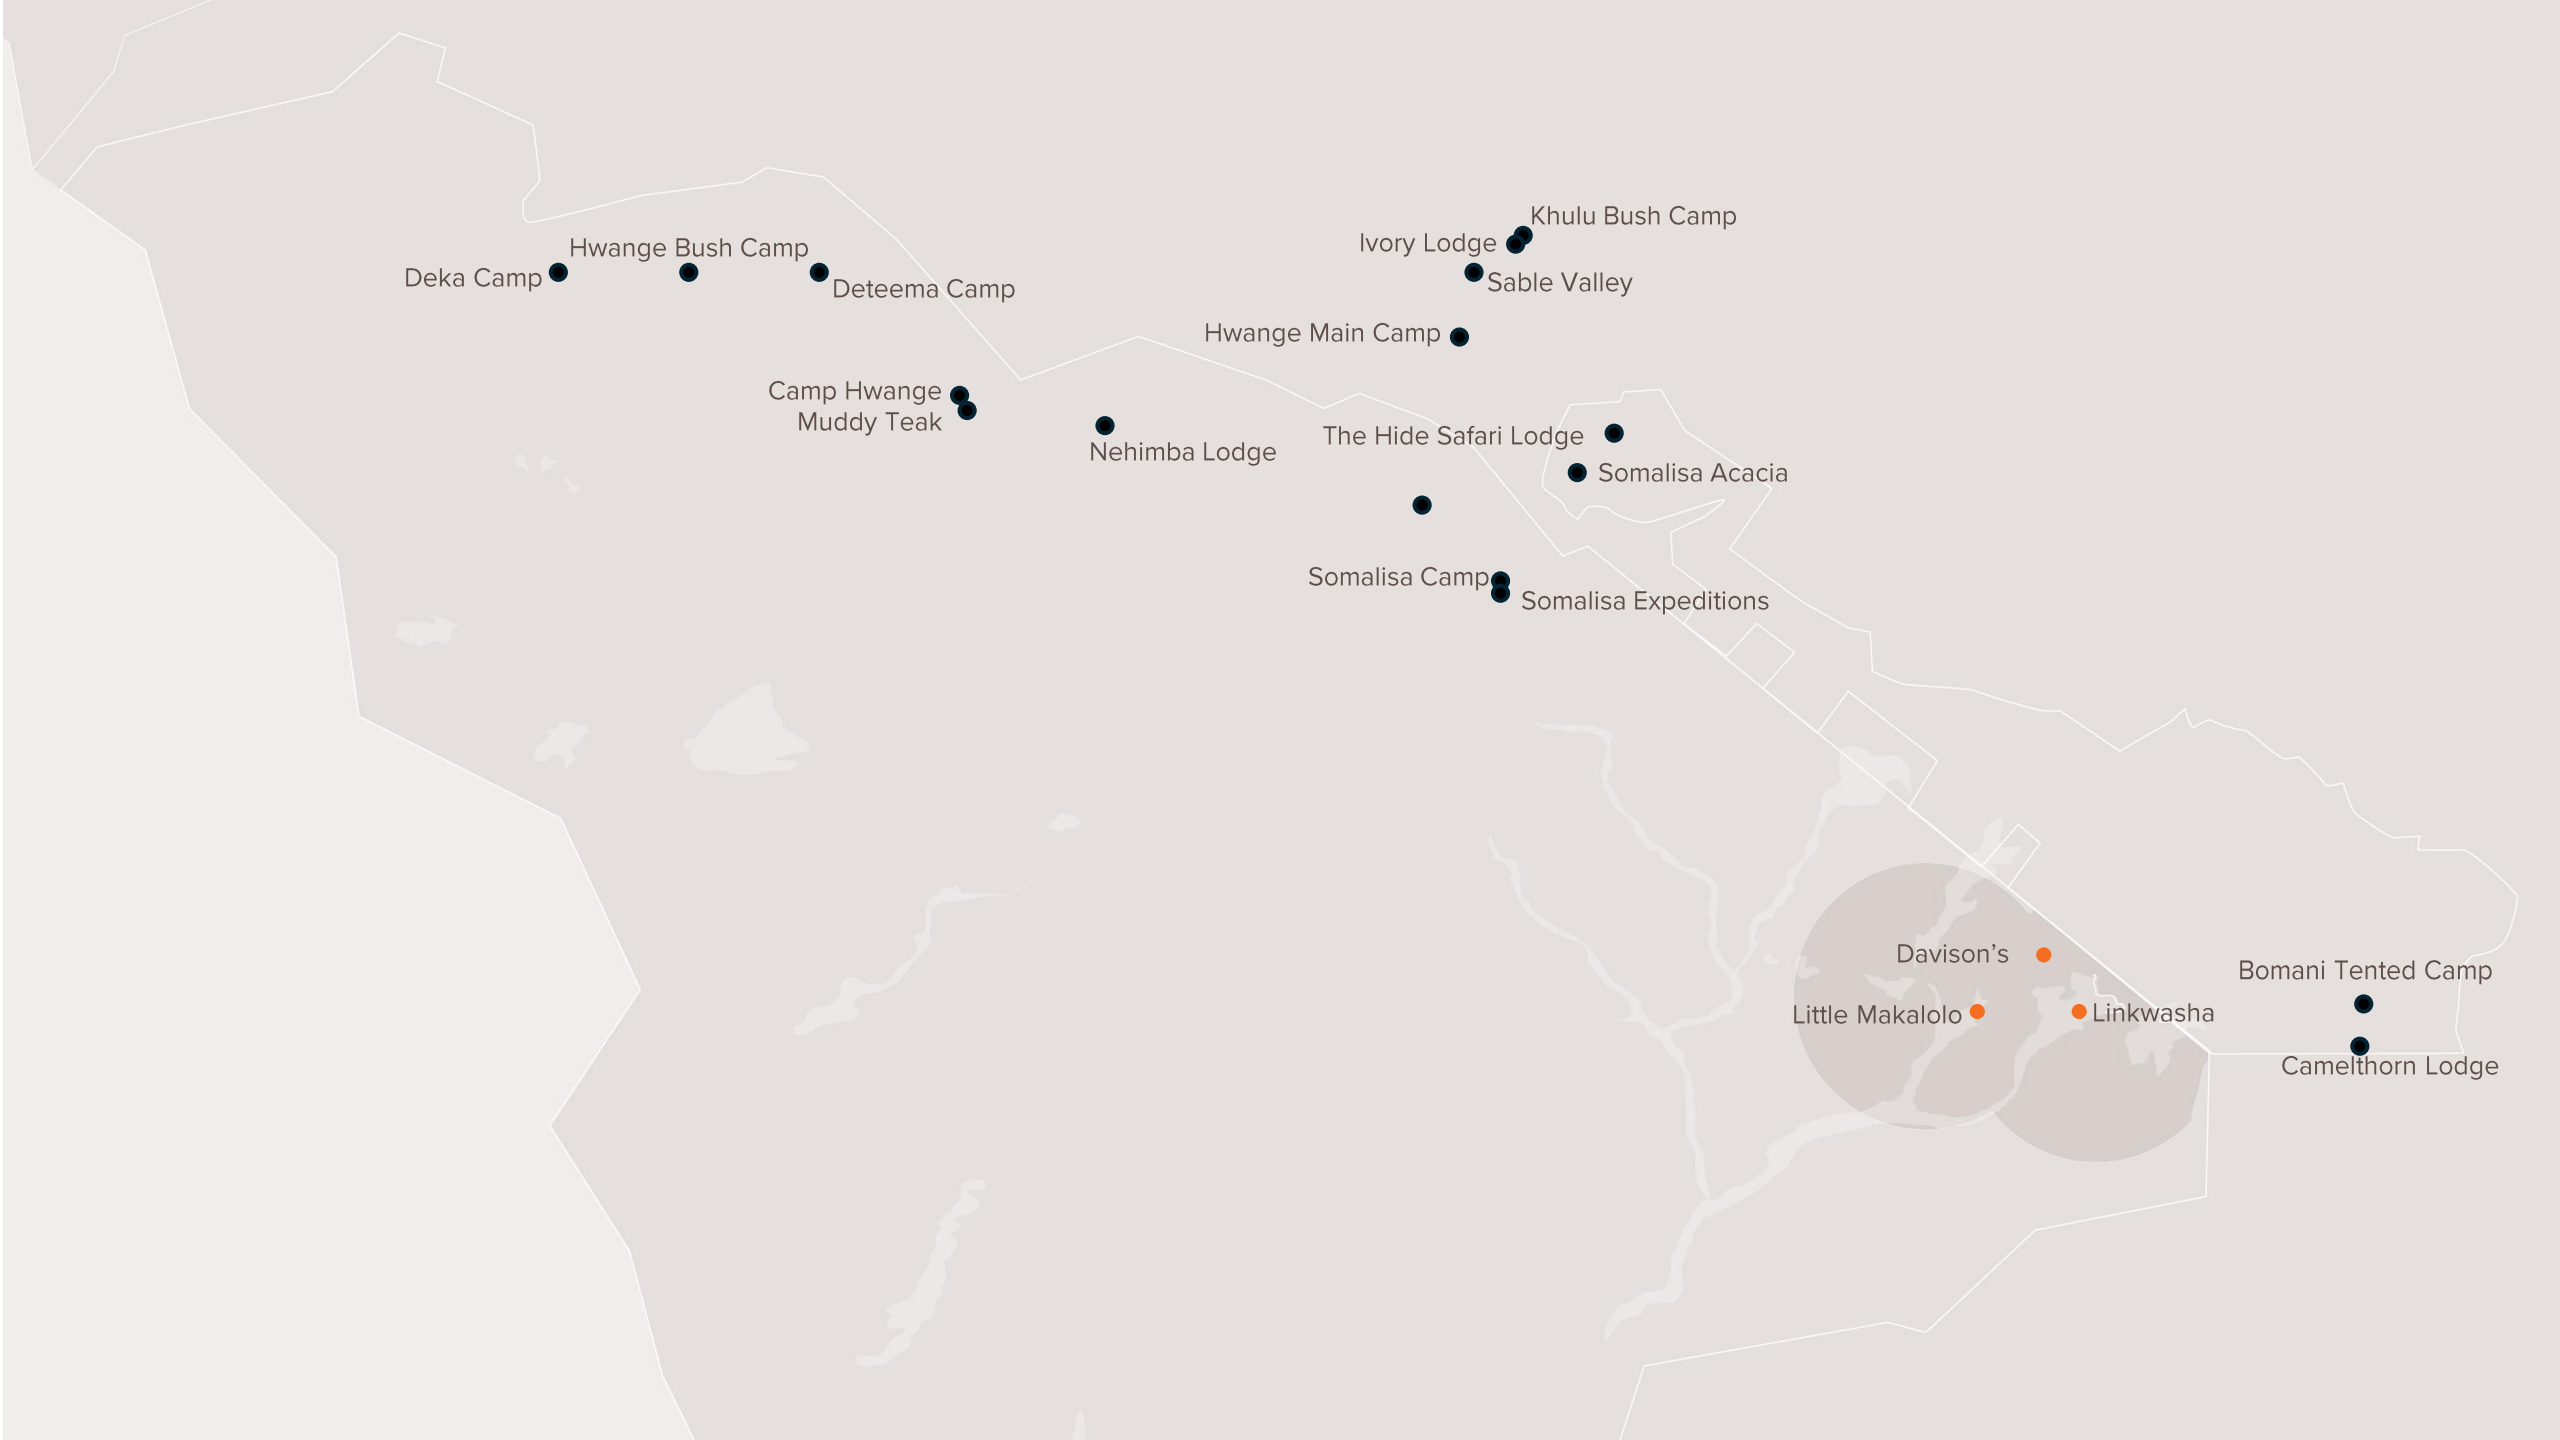 Khulu Bush Camp
Ivory Lodge
Hwange Bush Camp
Deka Camp
Sable Valley
Deteema Camp
Hwange Main Camp
Camp Hwange
Muddy Teak
The Hide Safari Lodge
Nehimba Lodge
Somalisa Acacia
Somalisa Camp
Somalisa Expeditions
Davison’s
Bomani Tented Camp
Little Makalolo
Linkwasha
Camelthorn Lodge